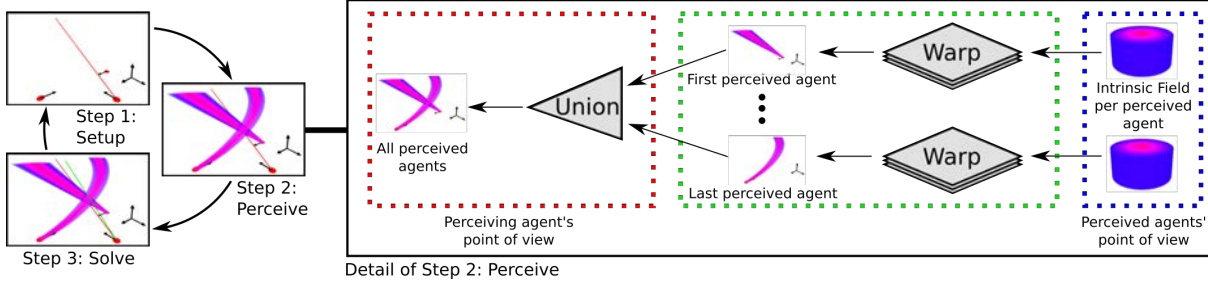 Step 1:
Setup
Step 2:
Perceive
Step 3: Solve
All perceived
agents
Union
First perceived agent
Last perceived agent
Warp
Warp
Intrinsic Field
per perceived
agent
Perceiving agent's
point of view
Perceived agents'
point of view
Detail of Step 2: Perceive